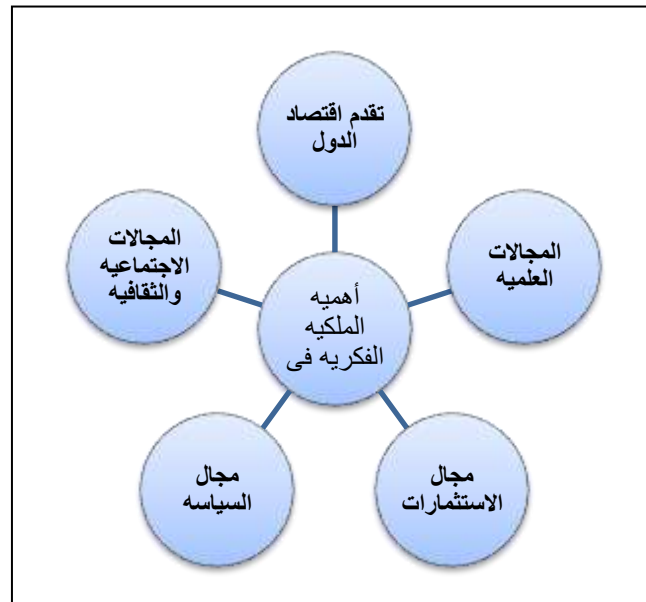 تقدم اقتصاد
الدول
المجالات
العلميه
مجال
الاستثمارات
مجال
السياسه
المجالات
الاجتماعيه
والثقافيه
أهميه
الملكيه
الفكريه فى